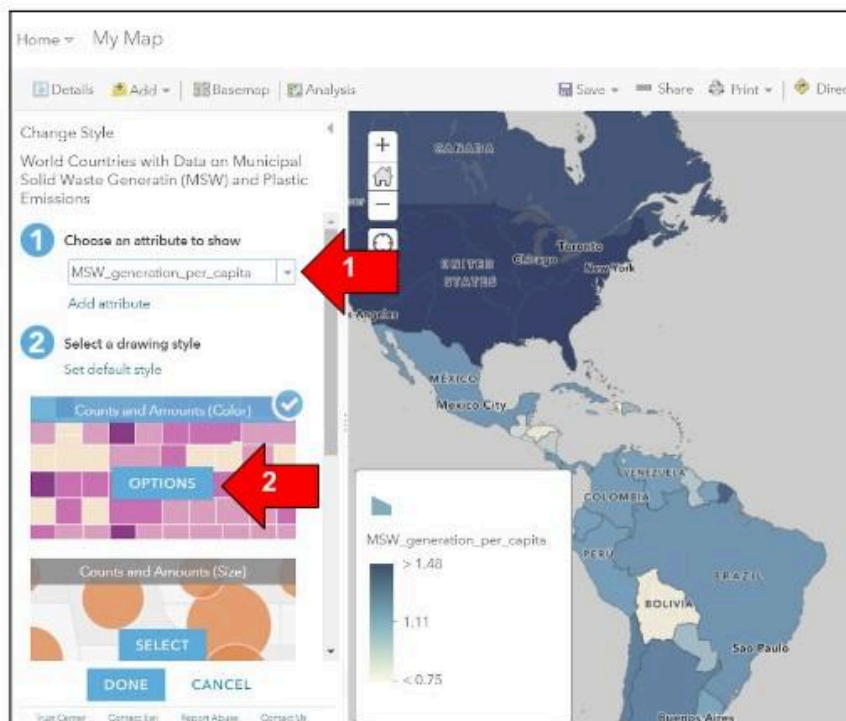 Home My Map
Details Add Basemap Analysis Save Share Print Direc
Change Style
World Countries with Data on Municipal
Solid Waste Generatin (MSW) and Plastic
Emissions
1 Choose an attribute to show
MSW_generation_per_capita
1
Add attribute
2 Select a drawing style
Set default style
Counts and Amounts (Color)
OPTIONS
2
Counts and Amounts (Size)
SELECT
DONE CANCEL
Trust Center Contact Esri Report Abuse Contact Us
+
−
CANADA
Toronto
Chicago
New York
UNITED
STATES
s Angeles
MÉXICO
Mexico City
VENEZUELA
COLOMBIA
PERÚ
BRAZIL
BOLIVIA
Sao Paulo
Buenos Aires
MSW_generation_per_capita
> 1.48
1.11
< 0.75